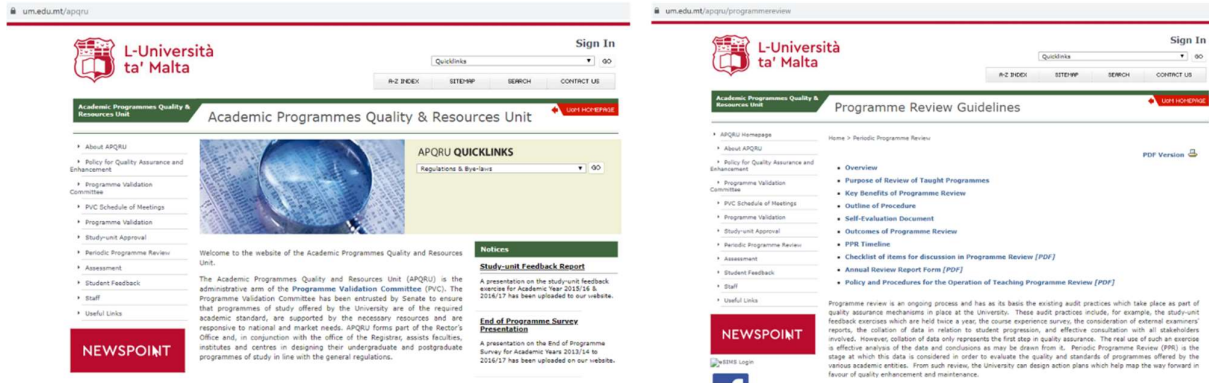 um.edu.mt/apqru
L-Università
ta' Malta
Sign In
Quicklinks
GO
A-Z INDEX
SITEMAP
SEARCH
CONTACT US
Academic Programmes Quality &
Resources Unit
Academic Programmes Quality & Resources Unit
UoM HOMEPAGE
About APQRU
Policy for Quality Assurance and
Enhancement
Programme Validation
Committee
PVC Schedule of Meetings
Programme Validation
Study-unit Approval
Periodic Programme Review
Assessment
Student Feedback
Staff
Useful Links
NEWSPOINT
APQRU QUICKLINKS
Regulations & Bye-laws
GO
Welcome to the website of the Academic Programmes Quality and Resources
Unit.
The Academic Programmes Quality and Resources Unit (APQRU) is the
administrative arm of the Programme Validation Committee (PVC). The
Programme Validation Committee has been entrusted by Senate to ensure
that programmes of study offered by the University are of the required
academic standard, are supported by the necessary resources and are
responsive to national and market needs. APQRU forms part of the Rector's
Office and, in conjunction with the office of the Registrar, assists faculties,
institutes and centres in designing their undergraduate and postgraduate
programmes of study in line with the general regulations.
Notices
Study-unit Feedback Report
A presentation on the study-unit feedback
exercise for Academic Year 2015/16 &
2016/17 has been uploaded to our website.
End of Programme Survey
Presentation
A presentation on the End of Programme
Survey for Academic Years 2013/14 to
2016/17 has been uploaded on our website.
um.edu.mt/apqru/programmereview
L-Università
ta' Malta
Sign In
Quicklinks
GO
A-Z INDEX
SITEMAP
SEARCH
CONTACT US
Academic Programmes Quality &
Resources Unit
Programme Review Guidelines
UoM HOMEPAGE
APQRU Homepage
About APQRU
Policy for Quality Assurance and
Enhancement
Programme Validation
Committee
PVC Schedule of Meetings
Programme Validation
Study-unit Approval
Periodic Programme Review
Assessment
Student Feedback
Staff
Useful Links
NEWSPOINT
eSIMS Login
Home > Periodic Programme Review
PDF Version
Overview
Purpose of Review of Taught Programmes
Key Benefits of Programme Review
Outline of Procedure
Self-Evaluation Document
Outcomes of Programme Review
PPR Timeline
Checklist of items for discussion in Programme Review [PDF]
Annual Review Report Form [PDF]
Policy and Procedures for the Operation of Teaching Programme Review [PDF]
Programme review is an ongoing process and has as its basis the existing audit practices which take place as part of
quality assurance mechanisms in place at the University. These audit practices include, for example, the study-unit
feedback exercises which are held twice a year, the course experience survey, the consideration of external examiners'
reports, the collation of data in relation to student progression, and effective consultation with all stakeholders
involved. However, collation of data only represents the first step in quality assurance. The real use of such an exercise
is effective analysis of the data and conclusions as may be drawn from it. Periodic Programme Review (PPR) is the
stage at which this data is considered in order to evaluate the quality and standards of programmes offered by the
various academic entities. From such review, the University can design action plans which help map the way forward in
favour of quality enhancement and maintenance.